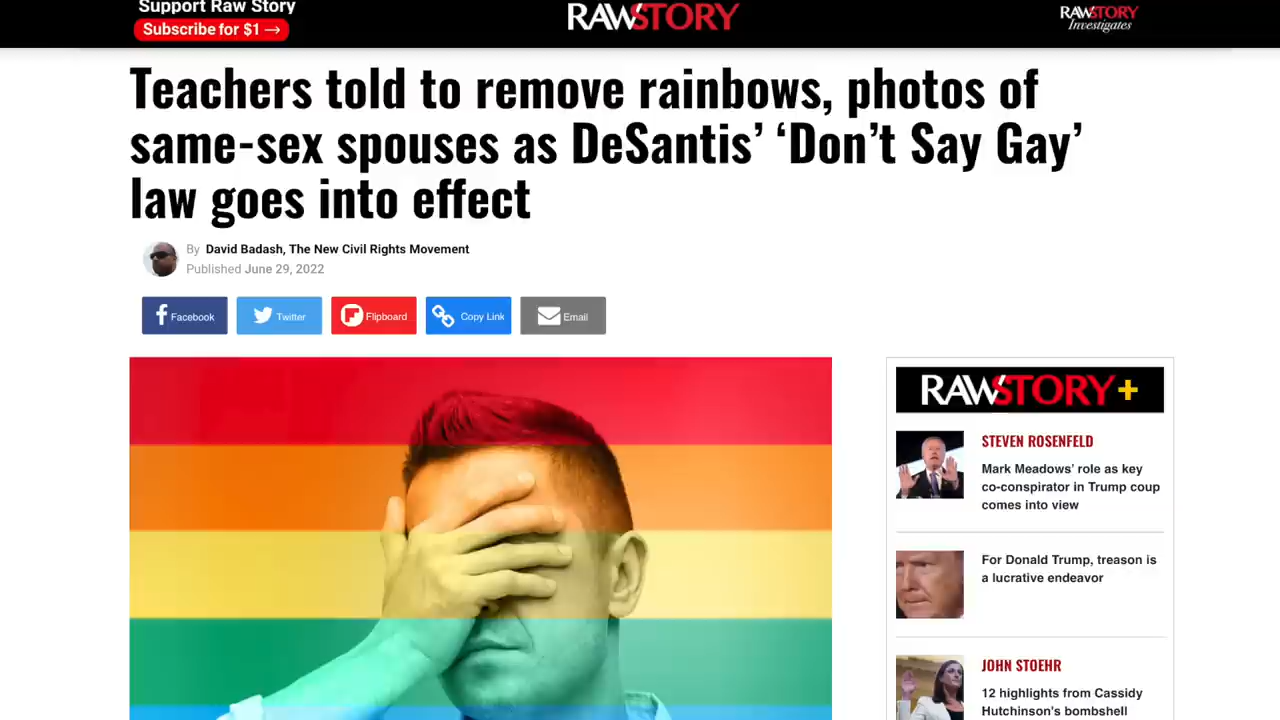 Support Raw Story
Subscribe for $1 →
RAWSTORY
RAWSTORY
Investigates
Teachers told to remove rainbows, photos of
same-sex spouses as DeSantis’ ‘Don’t Say Gay’
law goes into effect
By David Badash, The New Civil Rights Movement
Published June 29, 2022
Facebook
Twitter
Flipboard
Copy Link
Email
RAWSTORY+
STEVEN ROSENFELD
Mark Meadows’ role as key
co-conspirator in Trump coup
comes into view
For Donald Trump, treason is
a lucrative endeavor
JOHN STOEHR
12 highlights from Cassidy
Hutchinson's bombshell